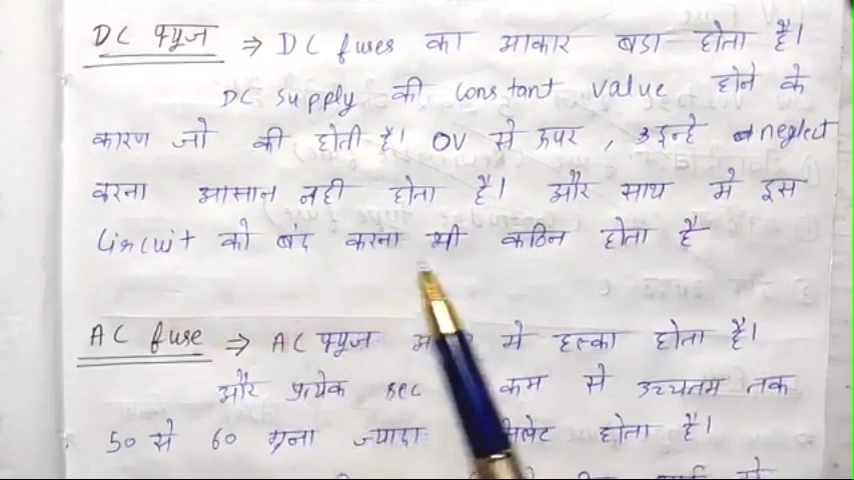 DC फ्यूज ⇒ DC fuses का आकार बडा होता है।
DC supply की constant value होने के
कारण जो की होती है। 0V से ऊपर , उन्हे neglect
करना आसान नही होता है। और साथ मे इस
Circuit को बंद करना भी कठिन होता है
AC fuse ⇒ AC फ्यूज मे हल्का होता है।
और प्रत्येक sec कम से उच्चतम तक
50 से 60 गुना ज्यादा होता है।